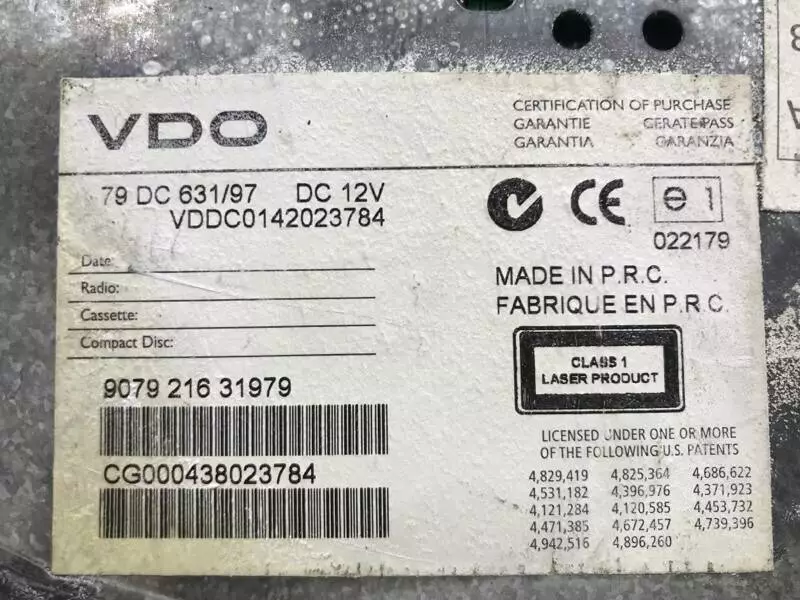 VDO
CERTIFICATION OF PURCHASE
GARANTIE GERATEPASS
GARANTIA GARANZIA
79 DC 631/97 DC 12V
VDDC0142023784
CE
e 1
022179
Date:
Radio:
Cassette:
Compact Disc:
MADE IN P.R.C.
FABRIQUE EN P.R.C.
CLASS 1
LASER PRODUCT
9079 216 31979
CG000438023784
LICENSED UNDER ONE OR MORE
OF THE FOLLOWING U.S. PATENTS
4,829,419 4,825,364 4,686,622
4,531,182 4,396,976 4,371,923
4,121,284 4,120,585 4,453,732
4,471,385 4,672,457 4,739,396
4,942,516 4,896,260